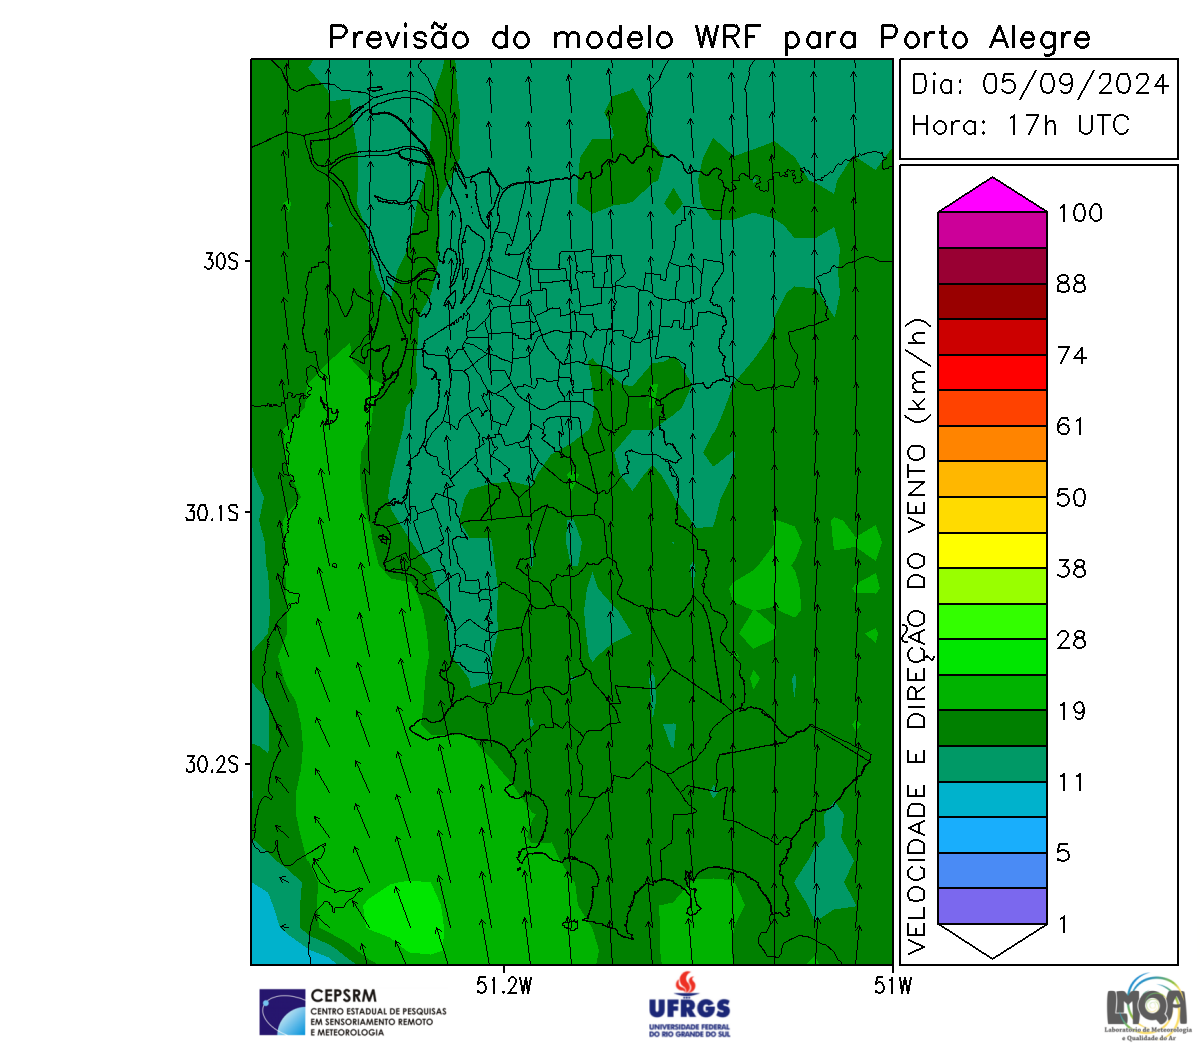 Previsão do modelo WRF para Porto Alegre
Dia: 05/09/2024
Hora: 17h UTC
100
88
74
61
50
38
28
19
11
5
1
VELOCIDADE E DIREÇÃO DO VENTO (km/h)
30S
30.1S
30.2S
51.2W
51W
CEPSRM
CENTRO ESTADUAL DE PESQUISAS
EM SENSORIAMENTO REMOTO
E METEOROLOGIA
UFRGS
UNIVERSIDADE FEDERAL
DO RIO GRANDE DO SUL
LMQA
Laboratório de Meteorologia
e Qualidade do Ar